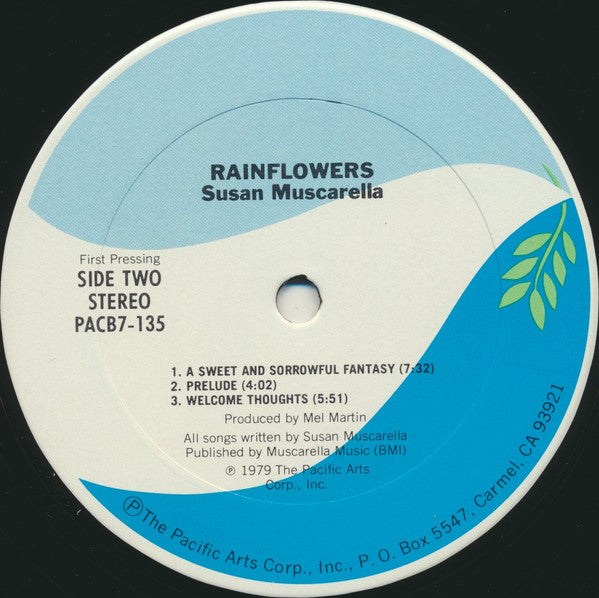 RAINFLOWERS
Susan Muscarella
First Pressing
SIDE TWO
STEREO
PACB7-135
1. A SWEET AND SORROWFUL FANTASY (7:32)
2. PRELUDE (4:02)
3. WELCOME THOUGHTS (5:51)
Produced by Mel Martin
All songs written by Susan Muscarella
Published by Muscarella Music (BMI)
℗ 1979 The Pacific Arts
Corp., Inc.
℗The Pacific Arts Corp., Inc., P. O. Box 5547, Carmel, CA 93921